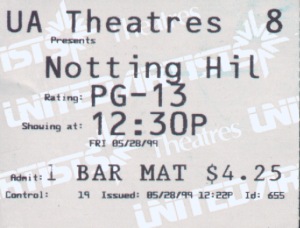 UA Theatres 8
Presents
Notting Hil
Rating: PG-13
Showing at: 12:30P
FRI 05/28/99
Admit: 1 BAR MAT $4.25
Control: 19 Issued: 05/28/99 12:22P Id: 655